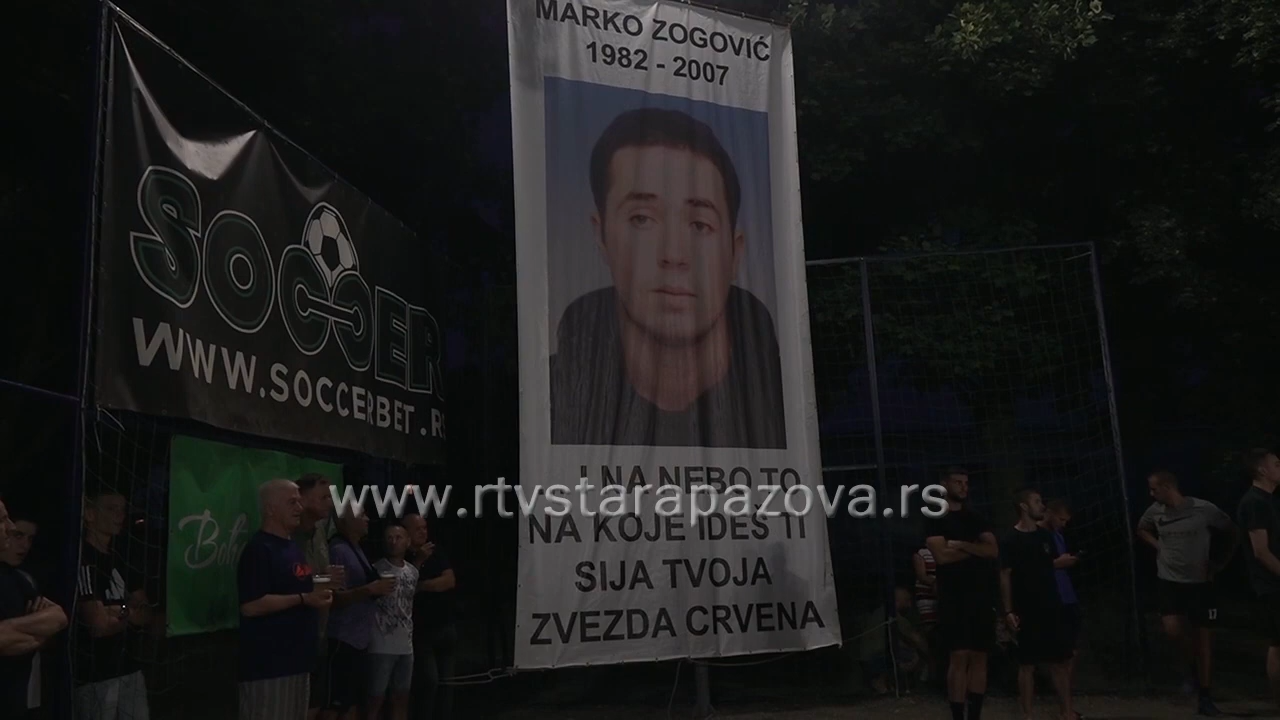 MARKO ZOGOVIĆ
1982 - 2007
SOCCER
WWW.SOCCERBET.RS
I NA NEBO TO
www.rtvstarapazova.rs
NA KOJE IDEŠ TI
SIJA TVOJA
ZVEZDA CRVENA
17